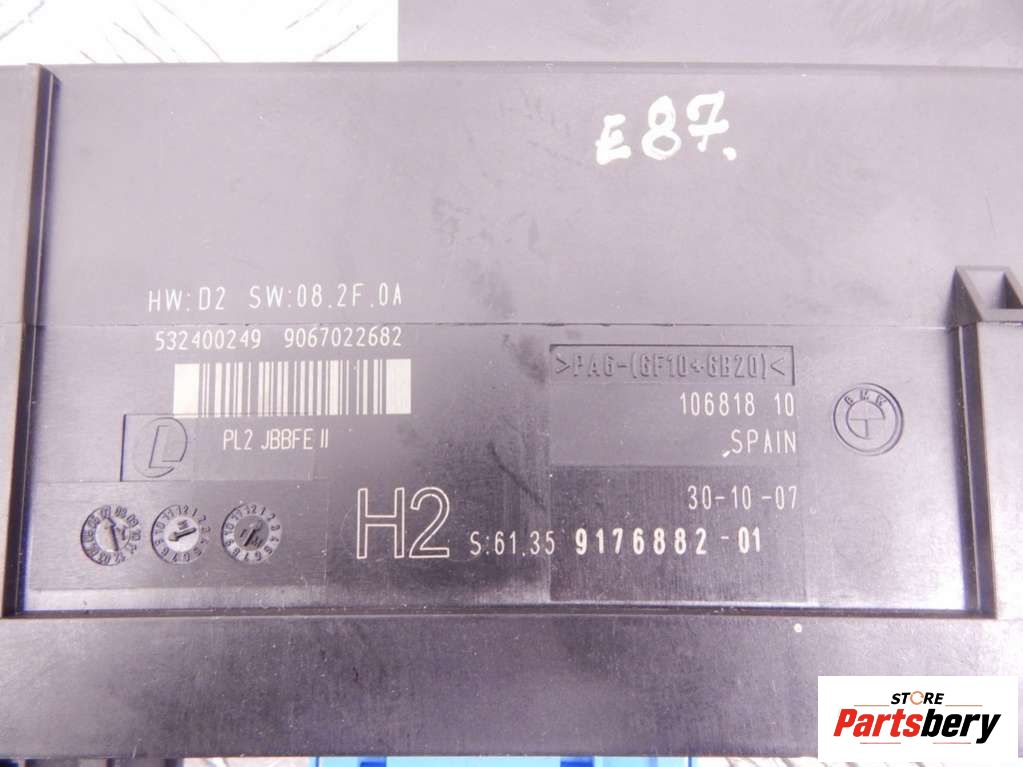 E87.
HW:D2 SW:08.2F.0A
532400249 9067022682
>PA6-(GF10+GB20)<
106818 10
BMW
PL2 JBBFE II
SPAIN
30-10-07
H2 S:61.35 9176882-01
STORE
Partsbery